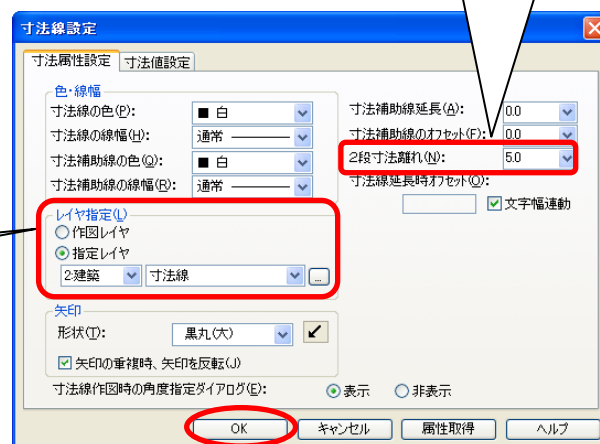 寸法線設定
寸法属性設定 寸法値設定
色・線幅
寸法線の色(P): 白
寸法線の線幅(H): 通常
寸法補助線の色(Q): 白
寸法補助線の線幅(R): 通常
寸法補助線延長(A): 0.0
寸法補助線のオフセット(F): 0.0
2段寸法離れ(N): 5.0
寸法線延長時オフセット(O):
文字幅連動
レイヤ指定(L)
作図レイヤ
指定レイヤ
2:建築 寸法線 ...
矢印
形状(T): 黒丸(大)
矢印の重複時、矢印を反転(J)
寸法線作図時の角度指定ダイアログ(E): 表示 非表示
OK キャンセル 属性取得 ヘルプ